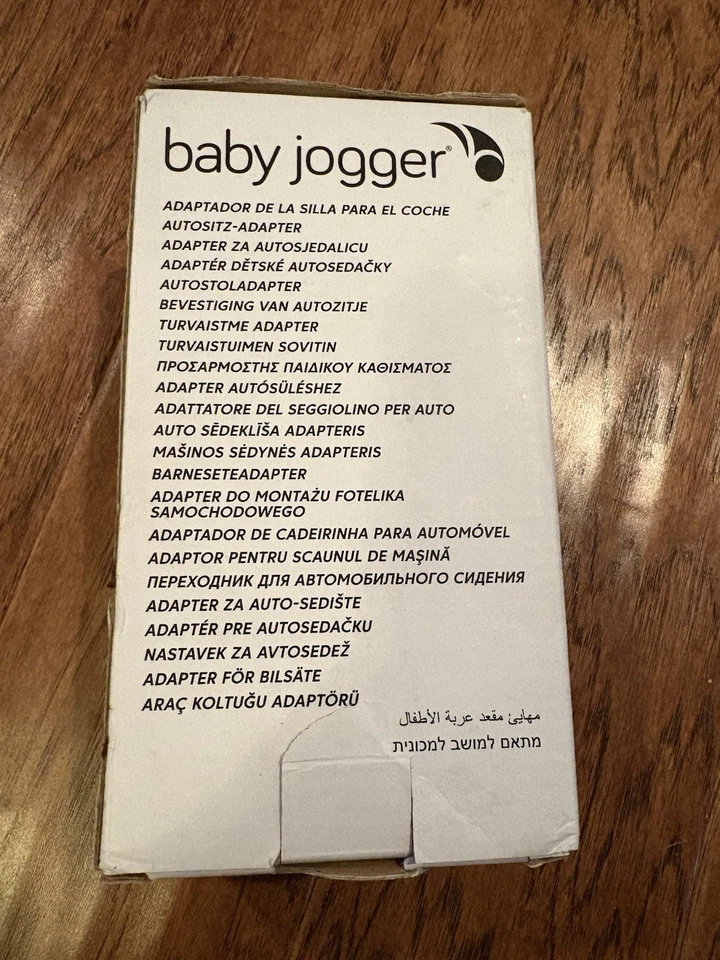 baby jogger®
ADAPTADOR DE LA SILLA PARA EL COCHE
AUTOSITZ-ADAPTER
ADAPTER ZA AUTOSJEDALICU
ADAPTÉR DĚTSKÉ AUTOSEDAČKY
AUTOSTOLADAPTER
BEVESTIGING VAN AUTOZITJE
TURVAISTME ADAPTER
TURVAISTUIMEN SOVITIN
ΠΡΟΣΑΡΜΟΣΤΗΣ ΠΑΙΔΙΚΟΥ ΚΑΘΙΣΜΑΤΟΣ
ADAPTER AUTÓSÜLÉSHEZ
ADATTATORE DEL SEGGIOLINO PER AUTO
AUTO SĒDEKLĪŠA ADAPTERIS
MAŠINOS SĖDYNĖS ADAPTERIS
BARNESETEADAPTER
ADAPTER DO MONTAŻU FOTELIKA
SAMOCHODOWEGO
ADAPTADOR DE CADEIRINHA PARA AUTOMÓVEL
ADAPTOR PENTRU SCAUNUL DE MAŞINĂ
ПЕРЕХОДНИК ДЛЯ АВТОМОБИЛЬНОГО СИДЕНИЯ
ADAPTER ZA AUTO-SEDIŠTE
ADAPTÉR PRE AUTOSEDAČKU
NASTAVEK ZA AVTOSEDEŽ
ADAPTER FÖR BILSÄTE
ARAÇ KOLTUĞU ADAPTÖRÜ
مهايئ مقعد عربة الأطفال
מתאם למושב למכונית